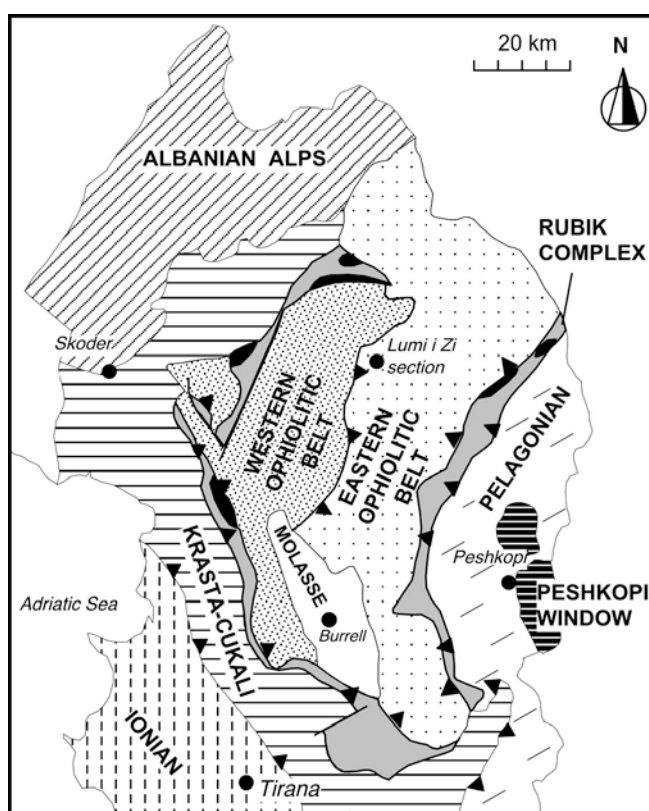 20 km
N
ALBANIAN ALPS
RUBIK
COMPLEX
Skoder
Lumi i Zi
section
WESTERN
OPHIOLITIC
BELT
EASTERN
OPHIOLITIC
BELT
PELAGONIAN
MOLASSE
Peshkopi
PESHKOPI
WINDOW
KRASTA-CUKALI
Adriatic Sea
Burrell
IONIAN
Tirana